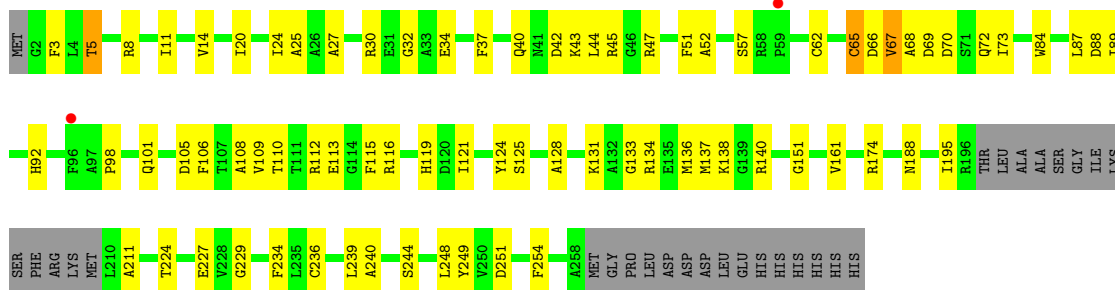 MET G2 F3 L4 T5 R8 I11 V14 I20 I24 A25 A26 A27 R30 E31 G32 A33 E34 F37 Q40 N41 D42 K43 L44 R45 G46 R47 F51 A52 S57 R58 P59 C62 C65 D66 V67 A68 D69 D70 S71 Q72 I73 W84 L87 D88
H92 F96 A97 P98 Q101 D105 F106 T107 A108 V109 T110 T111 R112 E113 G114 F115 R116 H119 D120 I121 Y124 S125 A128 K131 A132 G133 R134 E135 M136 M137 K138 G139 R140 G151 V161 R174 N188 I195 R196 THR LEU ALA ALA SER GLY ILE LYS
SER PHE ARG LYS MET L210 A211 T224 E227 V228 G229 F234 L235 C236 L239 A240 S244 L248 Y249 V250 D251 F254 A258 MET GLY PRO LEU ASP ASP ASP LEU GLU HIS HIS HIS HIS HIS HIS